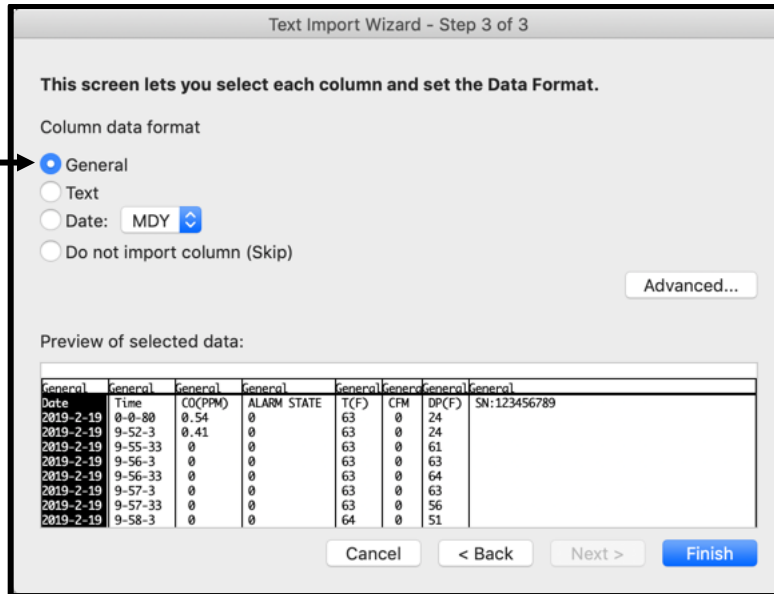 Text Import Wizard - Step 3 of 3
This screen lets you select each column and set the Data Format.
Column data format
General
Text
Date: MDY
Do not import column (Skip)
Advanced...
Preview of selected data:
General General General General General General General General
Date Time CO(PPM) ALARM STATE T(F) CFM DP(F) SN:123456789
2019-2-19 0-0-80 0.54 0 63 0 24
2019-2-19 9-52-3 0.41 0 63 0 24
2019-2-19 9-55-33 0 0 63 0 61
2019-2-19 9-56-3 0 0 63 0 63
2019-2-19 9-56-33 0 0 63 0 64
2019-2-19 9-57-3 0 0 63 0 63
2019-2-19 9-57-33 0 0 63 0 56
2019-2-19 9-58-3 0 0 64 0 51
Cancel < Back Next > Finish